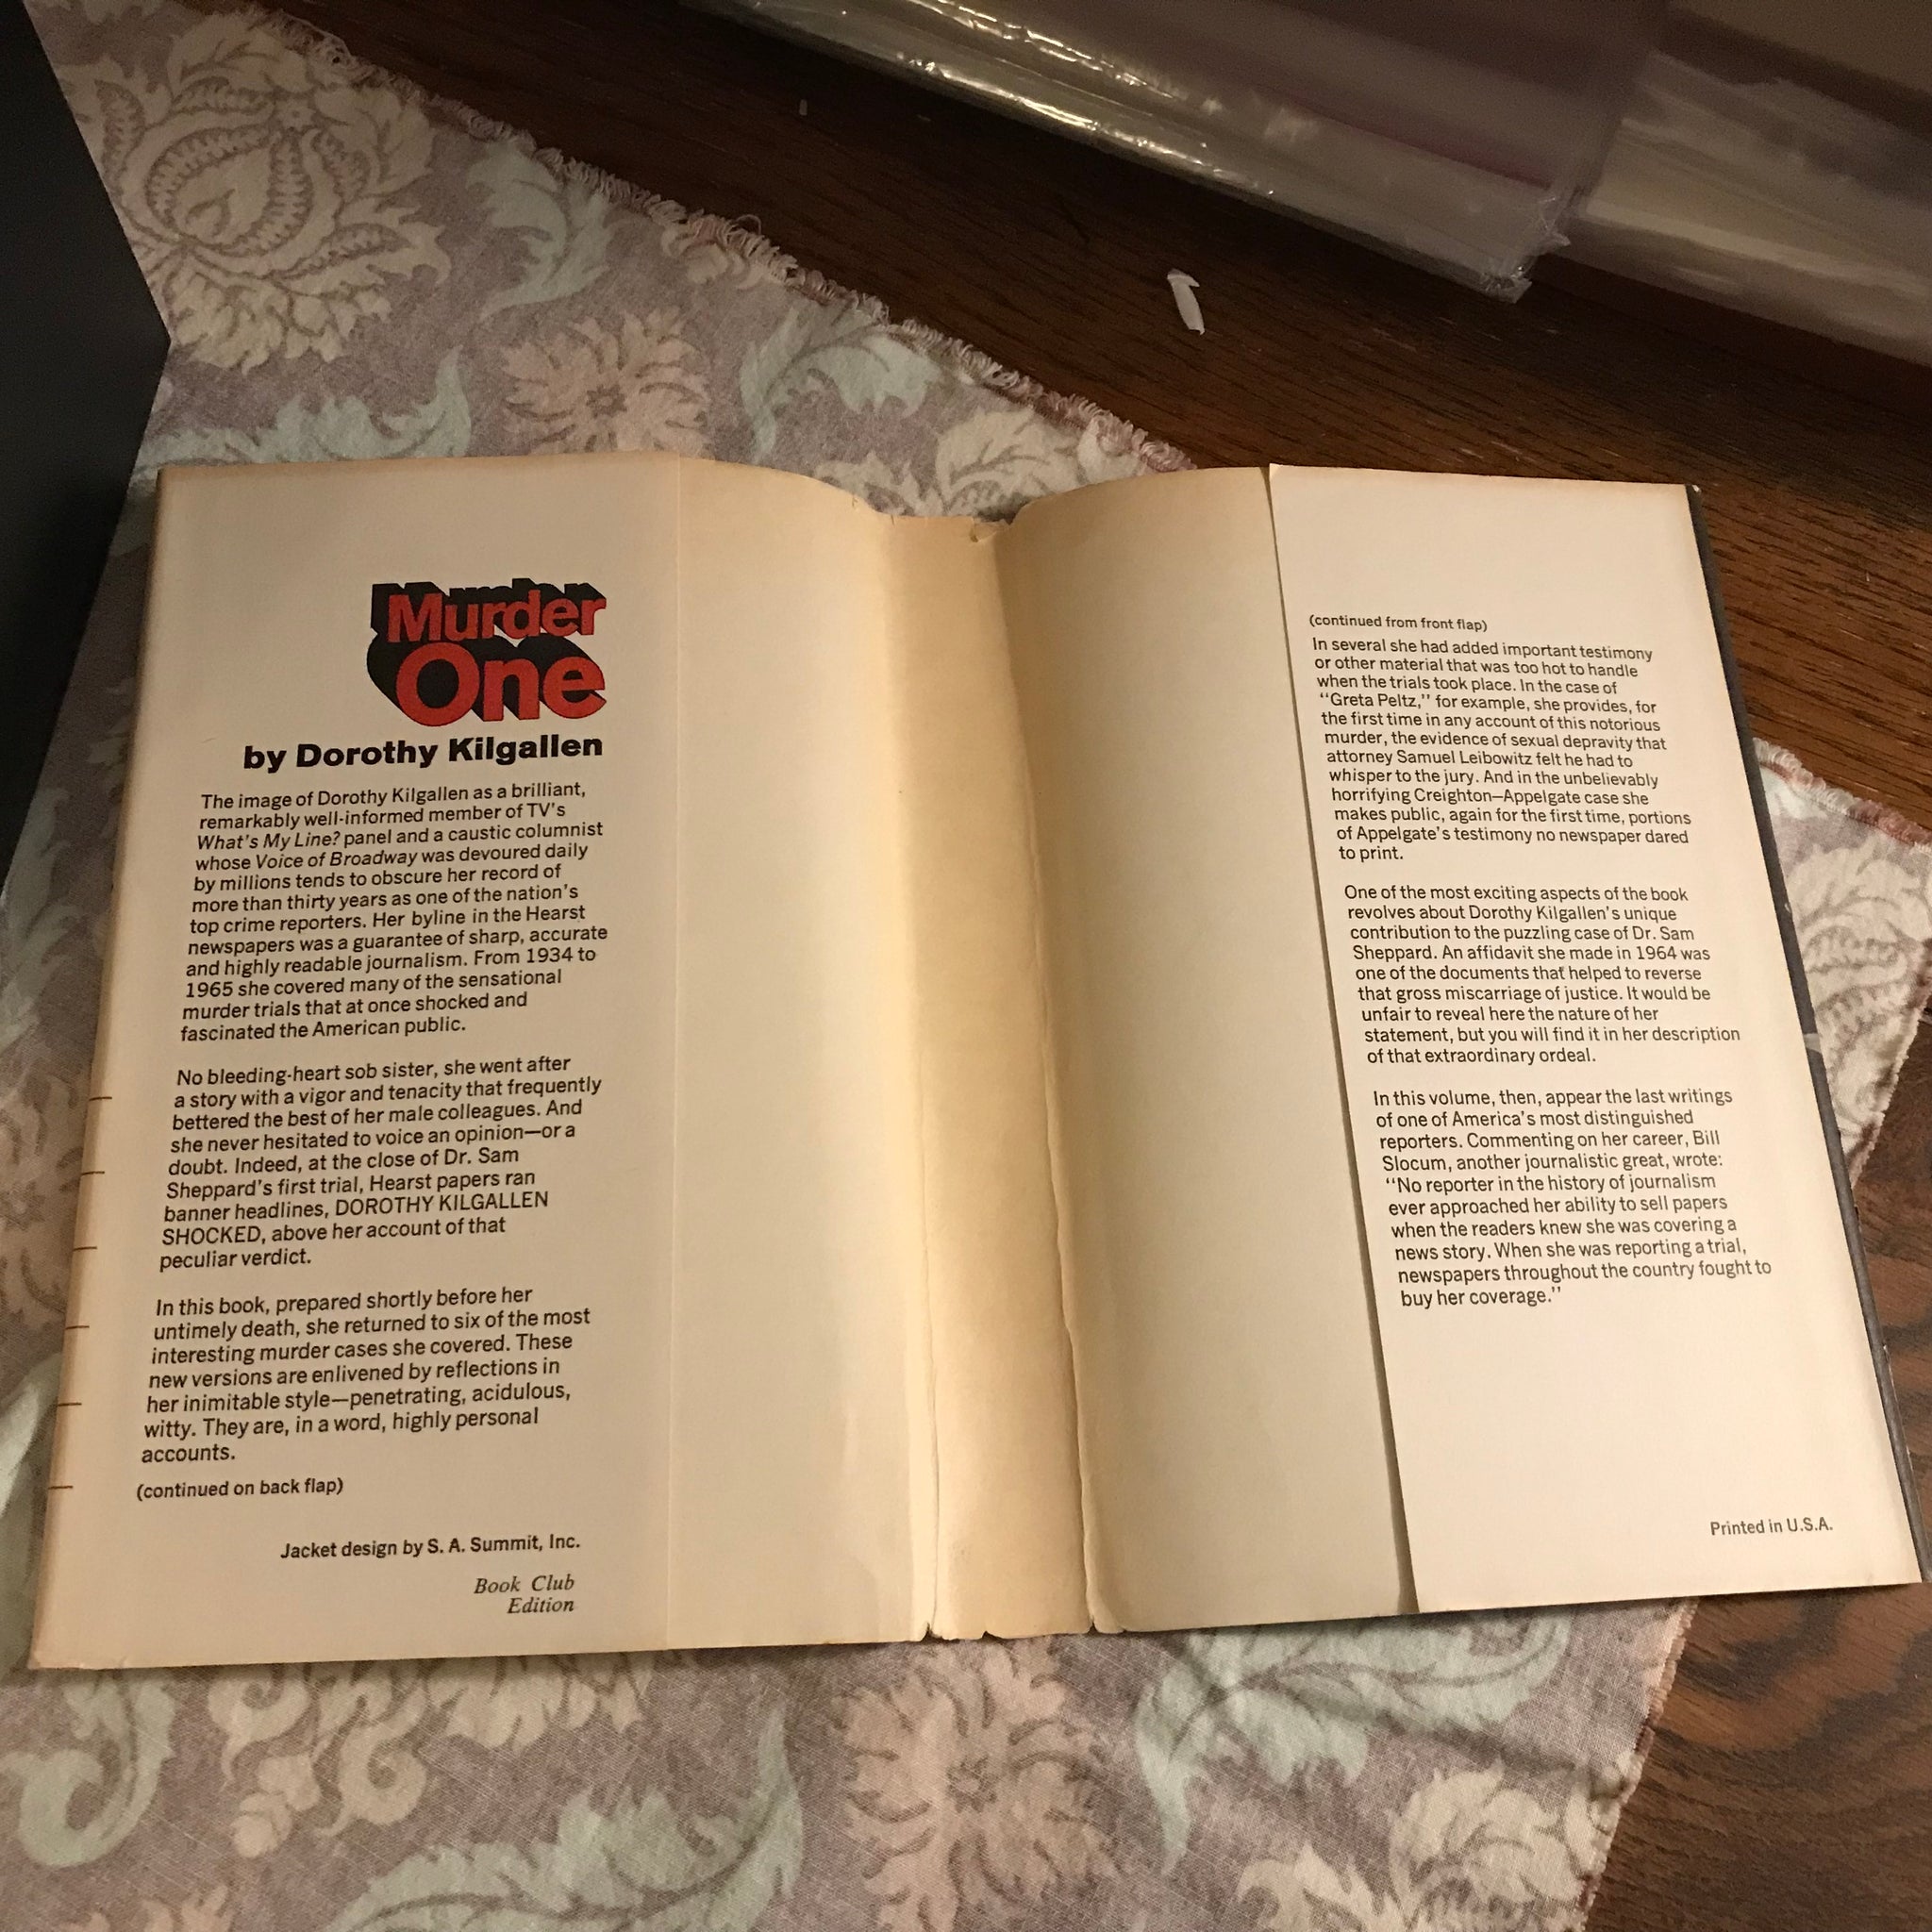 Murder
One
by Dorothy Kilgallen
The image of Dorothy Kilgallen as a brilliant,
remarkably well-informed member of TV's
What's My Line? panel and a caustic columnist
whose Voice of Broadway was devoured daily
by millions tends to obscure her record of
more than thirty years as one of the nation's
top crime reporters. Her byline in the Hearst
newspapers was a guarantee of sharp, accurate
and highly readable journalism. From 1934 to
1965 she covered many of the sensational
murder trials that at once shocked and
fascinated the American public.
No bleeding-heart sob sister, she went after
a story with a vigor and tenacity that frequently
bettered the best of her male colleagues. And
she never hesitated to voice an opinion—or a
doubt. Indeed, at the close of Dr. Sam
Sheppard's first trial, Hearst papers ran
banner headlines, DOROTHY KILGALLEN
SHOCKED, above her account of that
peculiar verdict.
In this book, prepared shortly before her
untimely death, she returned to six of the most
interesting murder cases she covered. These
new versions are enlivened by reflections in
her inimitable style—penetrating, acidulous,
witty. They are, in a word, highly personal
accounts.
(continued on back flap)
Jacket design by S. A. Summit, Inc.
Book Club
Edition
(continued from front flap)
In several she had added important testimony
or other material that was too hot to handle
when the trials took place. In the case of
"Greta Peltz," for example, she provides, for
the first time in any account of this notorious
murder, the evidence of sexual depravity that
attorney Samuel Leibowitz felt he had to
whisper to the jury. And in the unbelievably
horrifying Creighton—Appelgate case she
makes public, again for the first time, portions
of Appelgate's testimony no newspaper dared
to print.
One of the most exciting aspects of the book
revolves about Dorothy Kilgallen's unique
contribution to the puzzling case of Dr. Sam
Sheppard. An affidavit she made in 1964 was
one of the documents that helped to reverse
that gross miscarriage of justice. It would be
unfair to reveal here the nature of her
statement, but you will find it in her description
of that extraordinary ordeal.
In this volume, then, appear the last writings
of one of America's most distinguished
reporters. Commenting on her career, Bill
Slocum, another journalistic great, wrote:
"No reporter in the history of journalism
ever approached her ability to sell papers
when the readers knew she was covering a
news story. When she was reporting a trial,
newspapers throughout the country fought to
buy her coverage."
Printed in U.S.A.